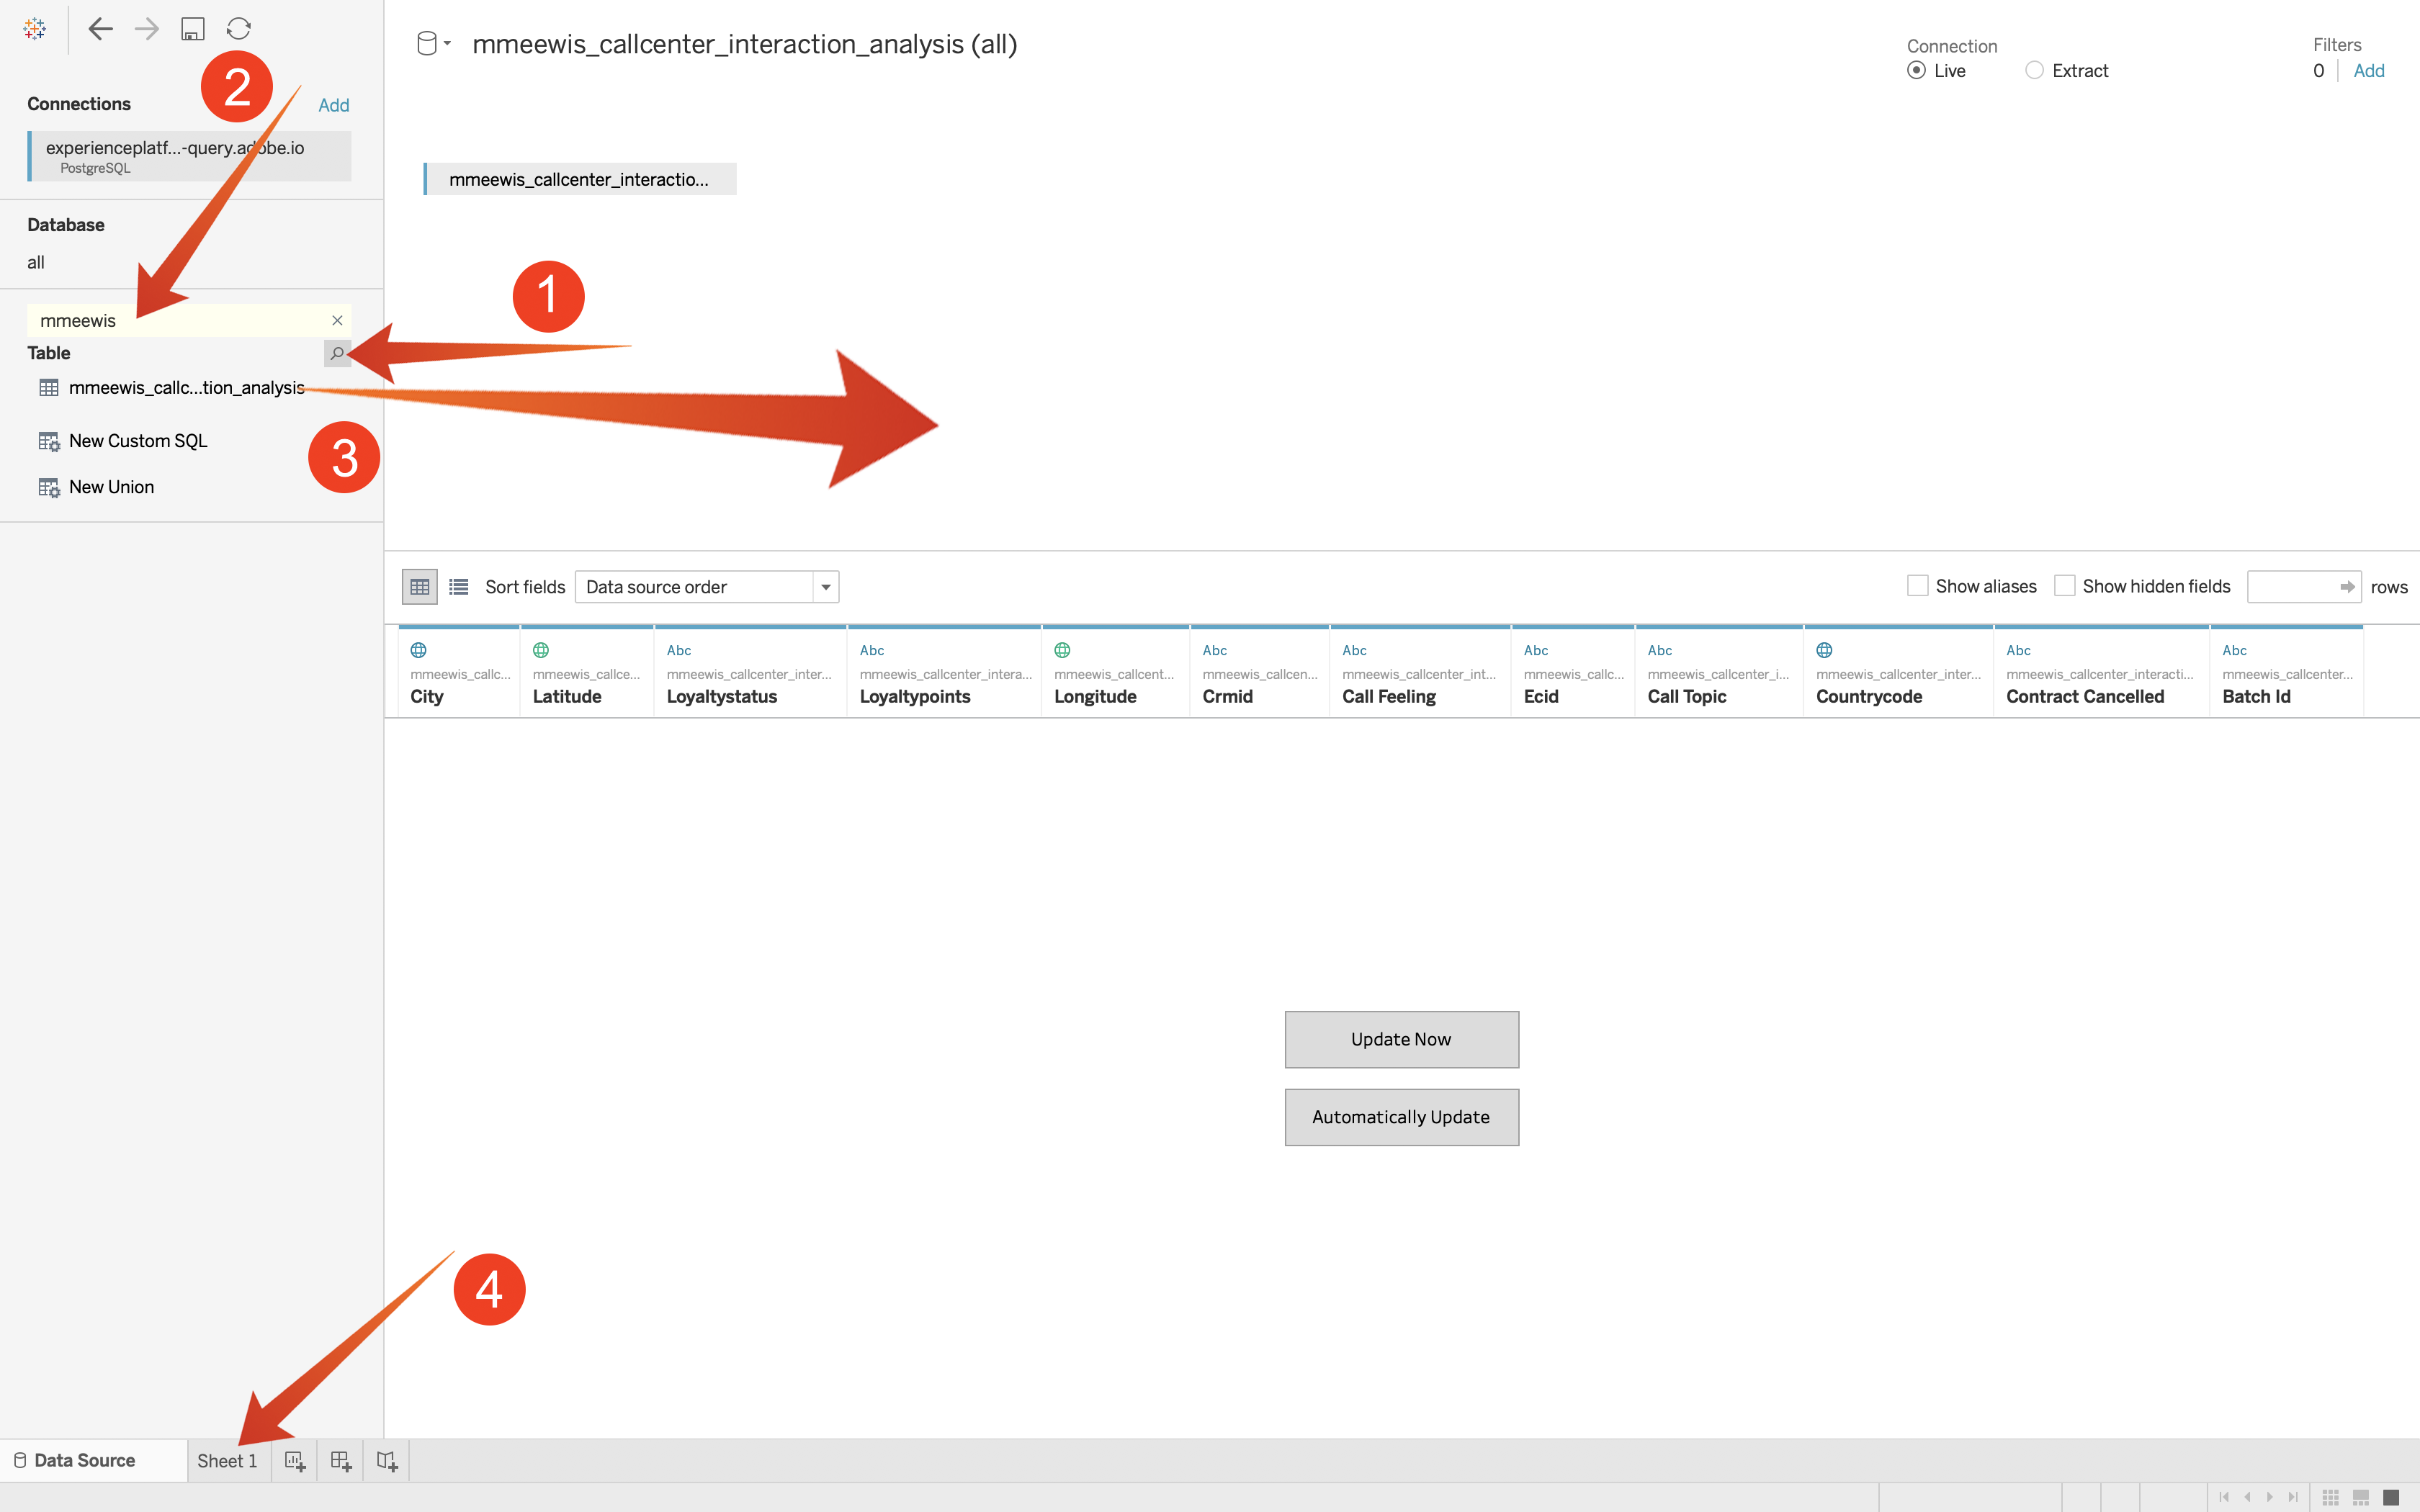 mmeewis_callcenter_interaction_analysis (all)
Connection
Live
Extract
Filters
0
Add
2
Connections
Add
experienceplatf...-query.adobe.io
PostgreSQL
mmeewis_callcenter_interactio...
Database
all
1
mmeewis
Table
mmeewis_callc...tion_analysis
New Custom SQL
3
New Union
Sort fields
Data source order
Show aliases
Show hidden fields
rows
Abc
Abc
Abc
Abc
Abc
Abc
Abc
Abc
mmeewis_callc...
mmeewis_callce...
mmeewis_callcenter_inter...
mmeewis_callcenter_intera...
mmeewis_callcent...
mmeewis_callcen...
mmeewis_callcenter_int...
mmeewis_callc...
mmeewis_callcenter_i...
mmeewis_callcenter_inter...
mmeewis_callcenter_interacti...
mmeewis_callcenter...
City
Latitude
Loyaltystatus
Loyaltypoints
Longitude
Crmid
Call Feeling
Ecid
Call Topic
Countrycode
Contract Cancelled
Batch Id
Update Now
Automatically Update
4
Data Source
Sheet 1